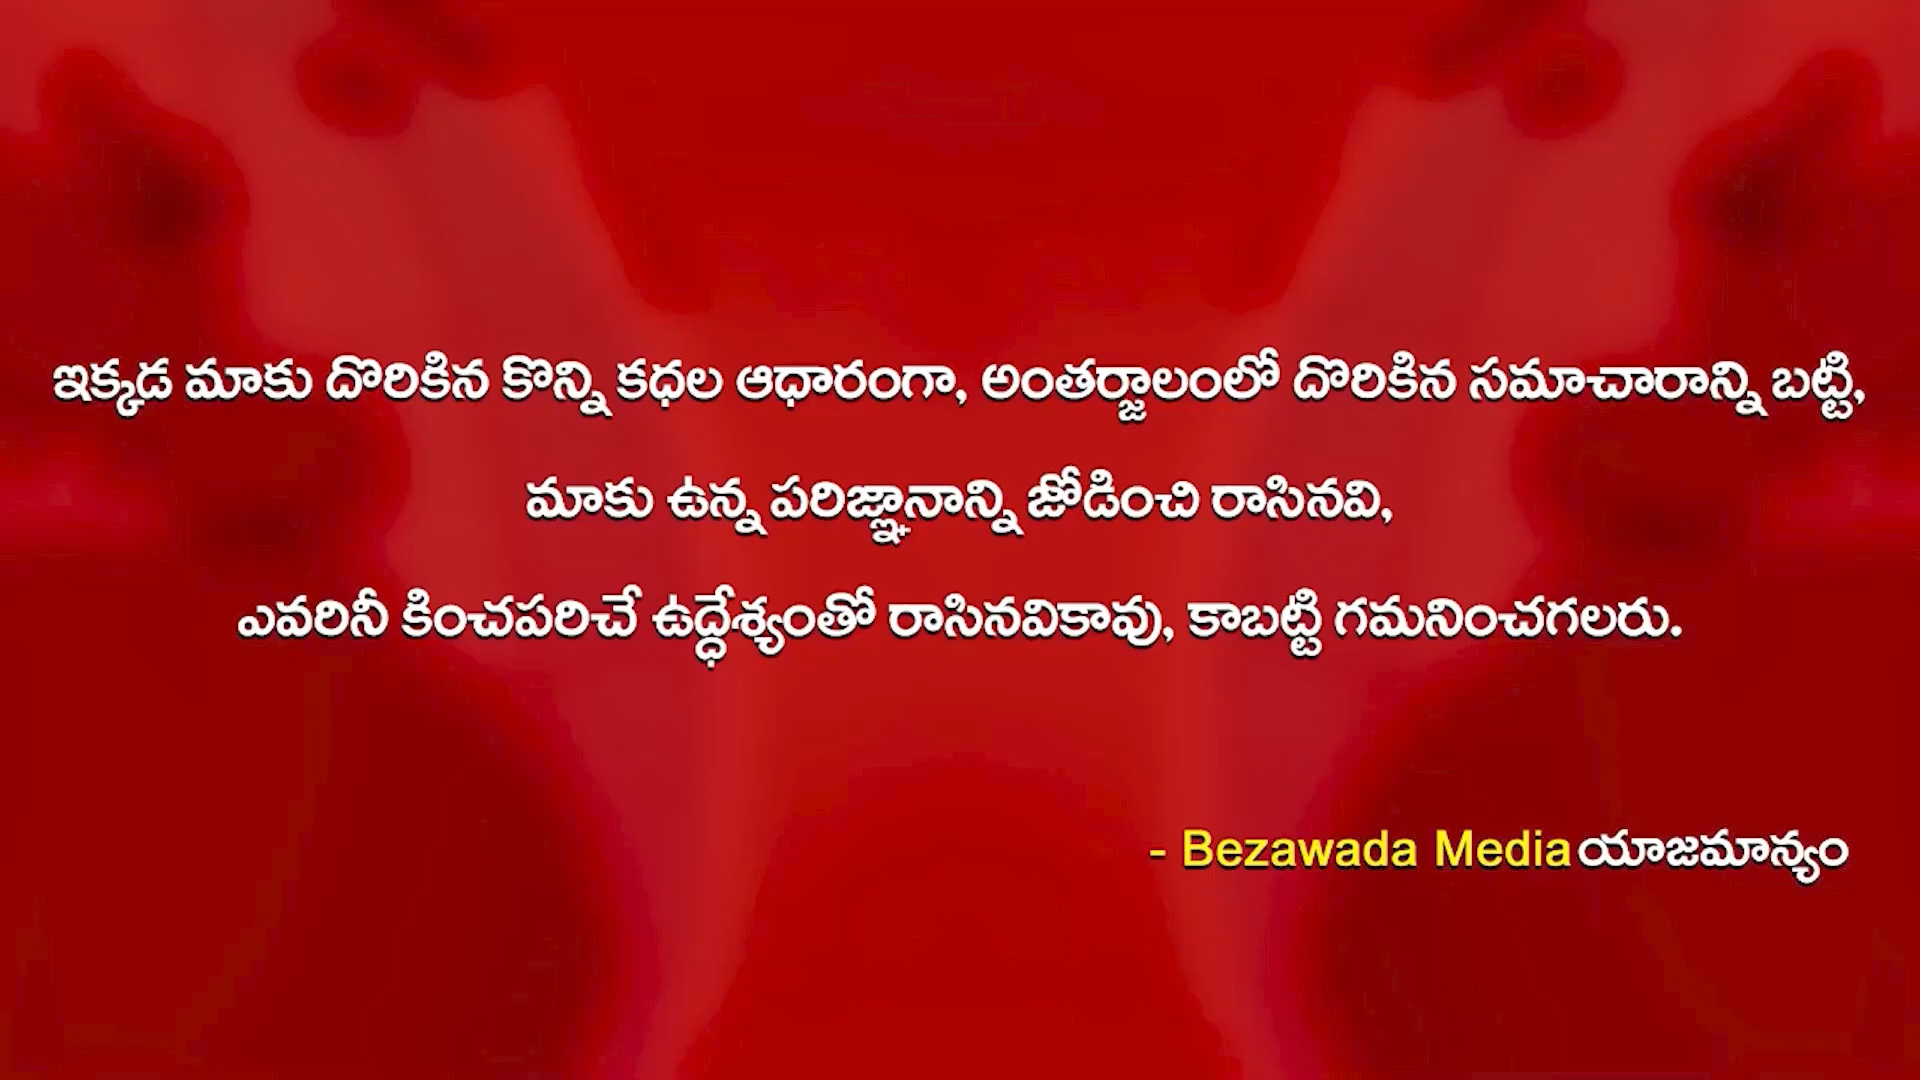 ఇక్కడ మాకు దొరికిన కొన్ని కధల ఆధారంగా, అంతర్జాలంలో దొరికిన సమాచారాన్ని బట్టి,
మాకు ఉన్న పరిజ్ఞానాన్ని జోడించి రాసినవి,
ఎవరినీ కించపరిచే ఉద్ధేశ్యంతో రాసినవికావు, కాబట్టి గమనించగలరు.
- Bezawada Media యాజమాన్యం